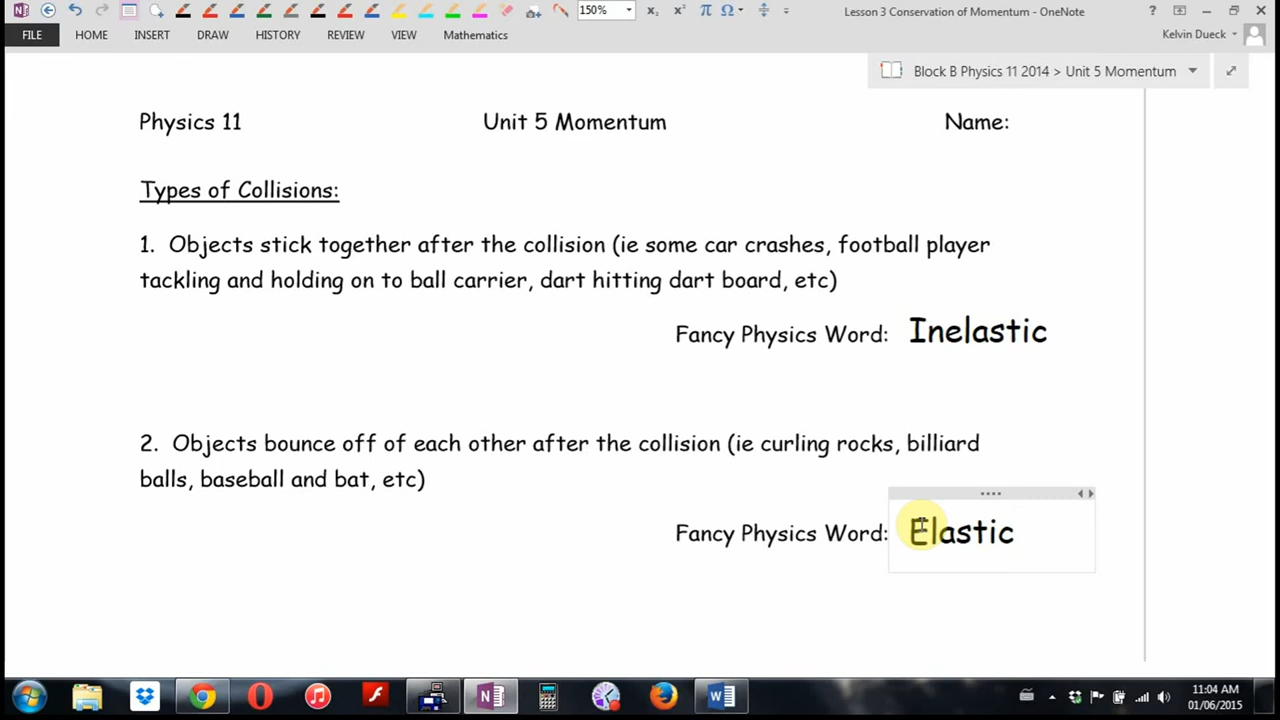 150%
Lesson 3 Conservation of Momentum - OneNote
FILE HOME INSERT DRAW HISTORY REVIEW VIEW Mathematics
Kelvin Dueck
Block B Physics 11 2014 > Unit 5 Momentum
Physics 11 Unit 5 Momentum Name:
Types of Collisions:
1. Objects stick together after the collision (ie some car crashes, football player
tackling and holding on to ball carrier, dart hitting dart board, etc)
Fancy Physics Word: Inelastic
2. Objects bounce off of each other after the collision (ie curling rocks, billiard
balls, baseball and bat, etc)
Fancy Physics Word: Elastic
11:04 AM
01/06/2015